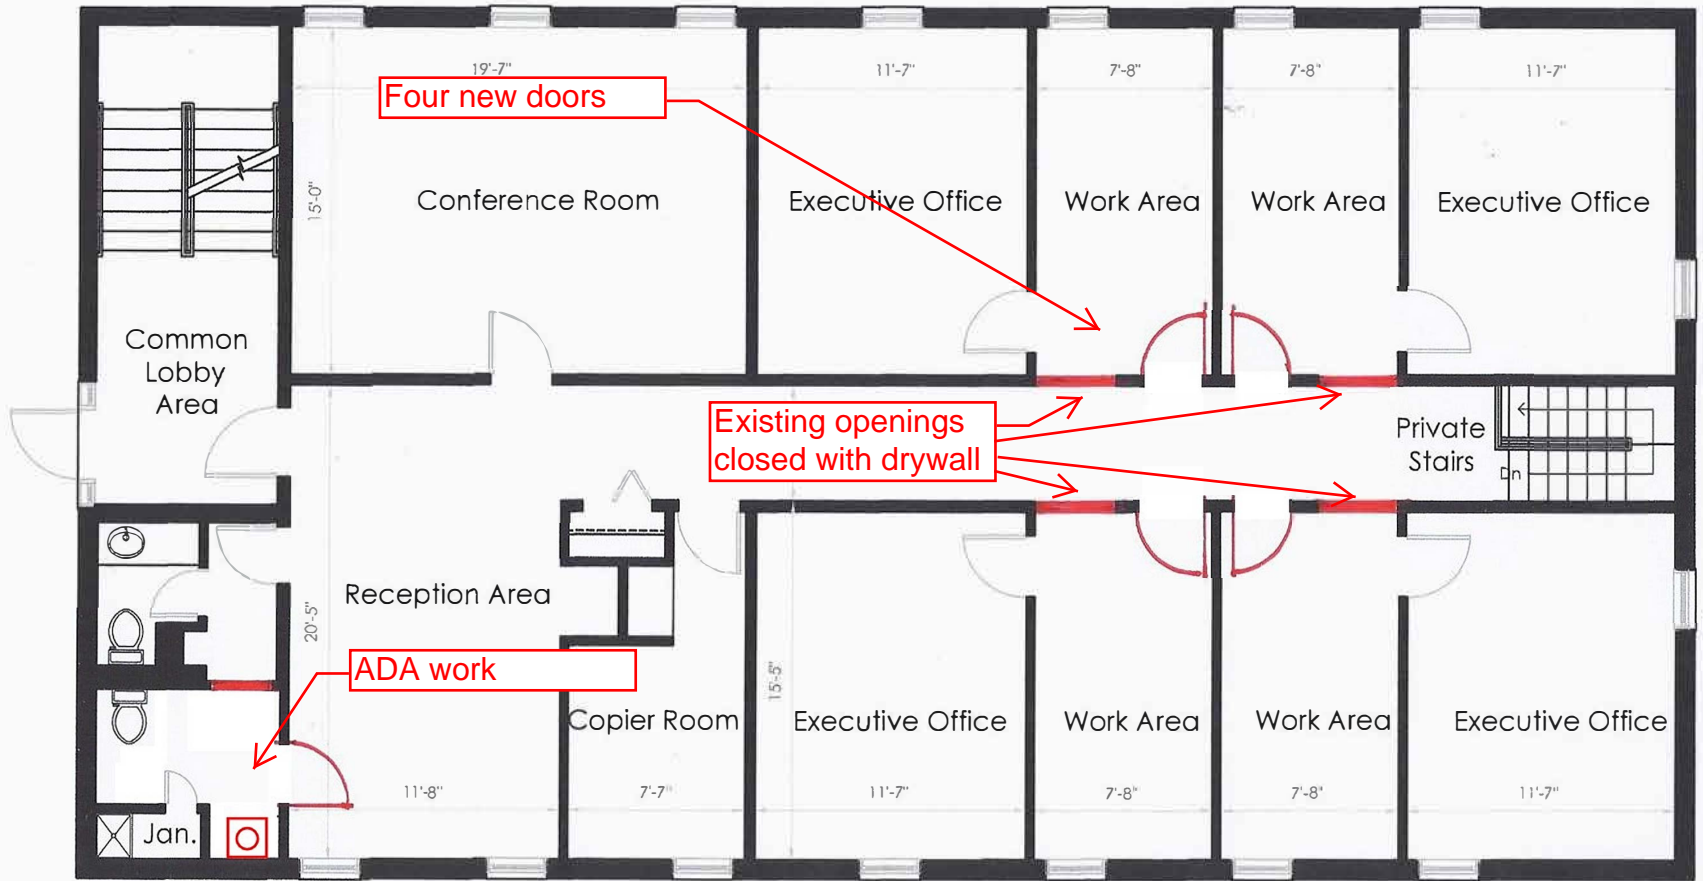 19'-7"
11'-7"
7'-8"
7'-8"
11'-7"
Four new doors
15'-0"
Conference Room
Executive Office
Work Area
Work Area
Executive Office
Common
Lobby
Area
Existing openings
closed with drywall
Private
Stairs
Dn
Reception Area
20'-5"
ADA work
15'-5"
Copier Room
Executive Office
Work Area
Work Area
Executive Office
11'-8"
7'-7"
11'-7"
7'-8"
7'-8"
11'-7"
Jan.